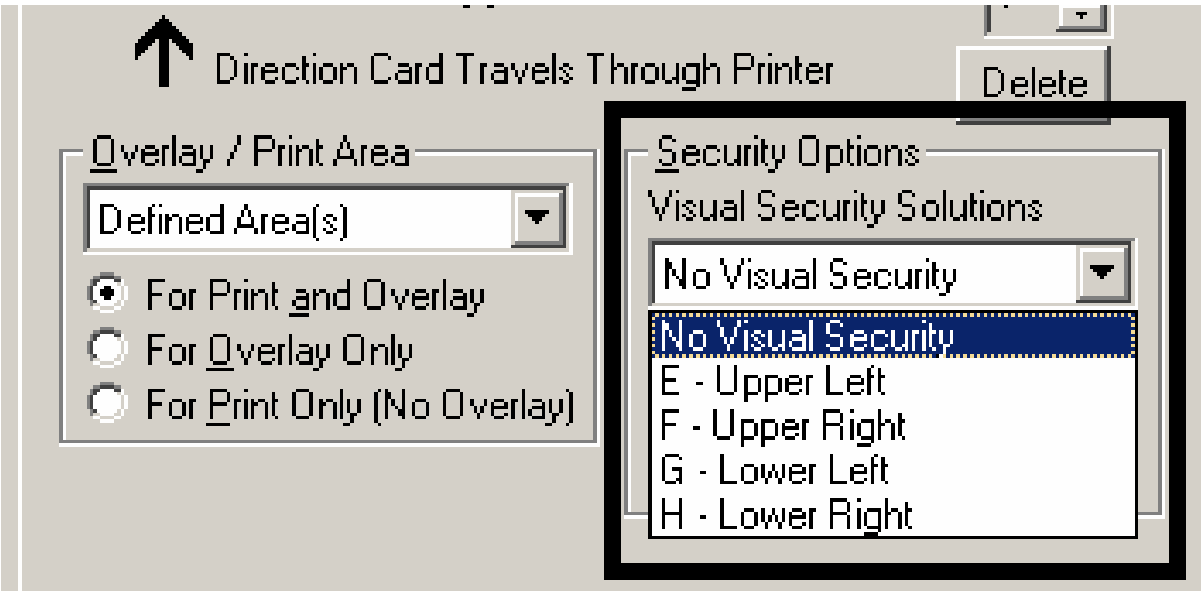 Direction Card Travels Through Printer
Delete
Overlay / Print Area
Defined Area(s)
For Print and Overlay
For Overlay Only
For Print Only (No Overlay)
Security Options
Visual Security Solutions
No Visual Security
No Visual Security
E - Upper Left
F - Upper Right
G - Lower Left
H - Lower Right